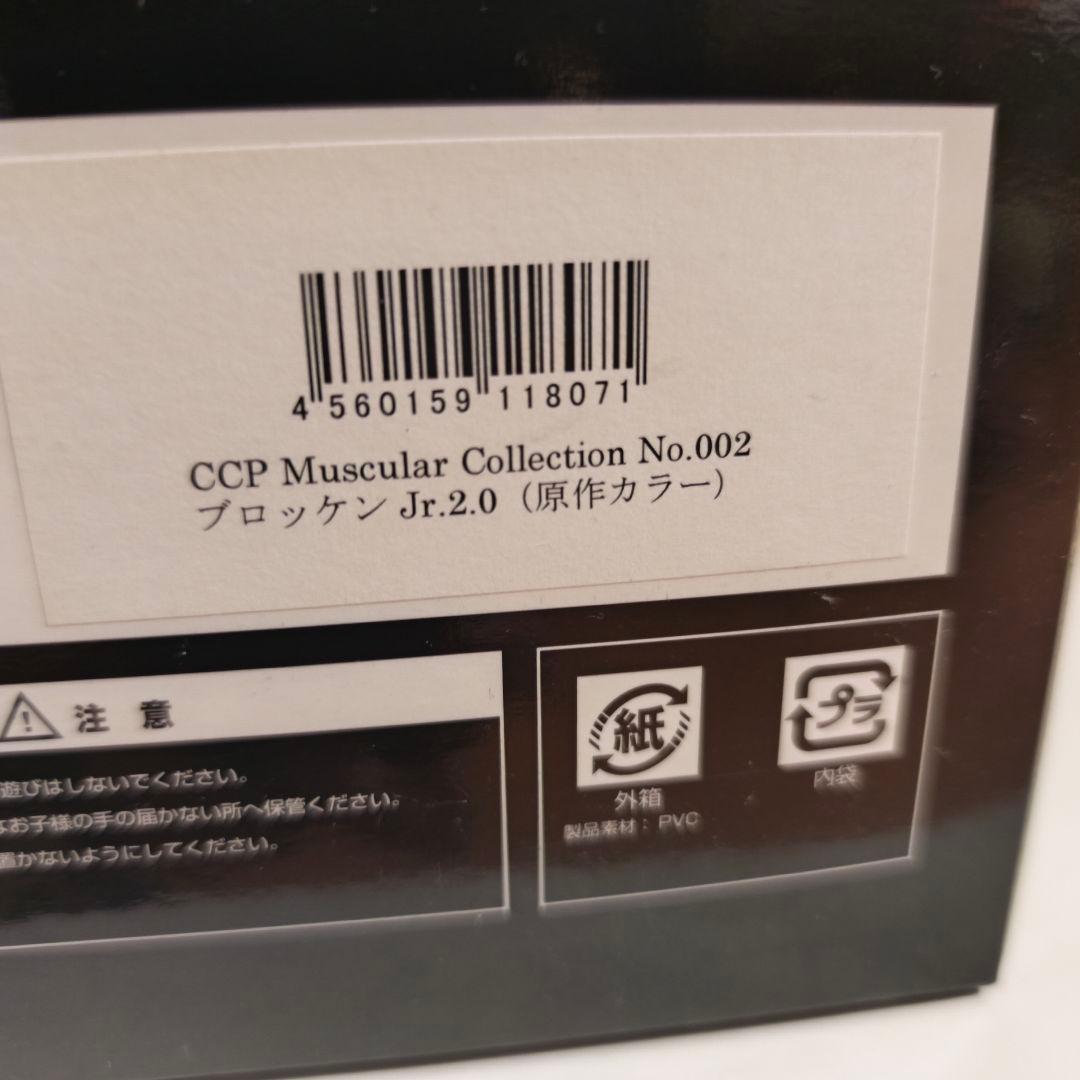 4 560159 118071
CCP Muscular Collection No.002
ブロッケン Jr.2.0（原作カラー）
注 意
遊びはしないでください。
なお子様の手の届かない所へ保管ください。
置かないようにしてください。
紙
外箱
製品素材：PVC
プラ
内袋